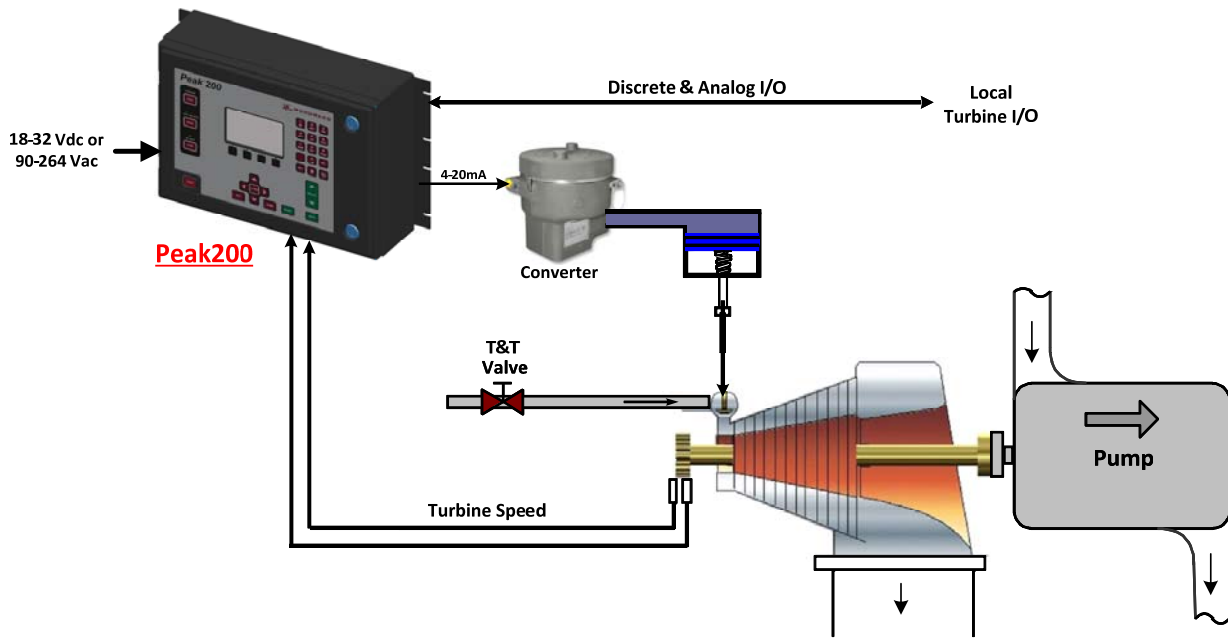 Peak 200
WOODWARD
Discrete & Analog I/O
Local
Turbine I/O
18-32 Vdc or
90-264 Vac
4-20mA
Peak200
Converter
T&T
Valve
Pump
Turbine Speed